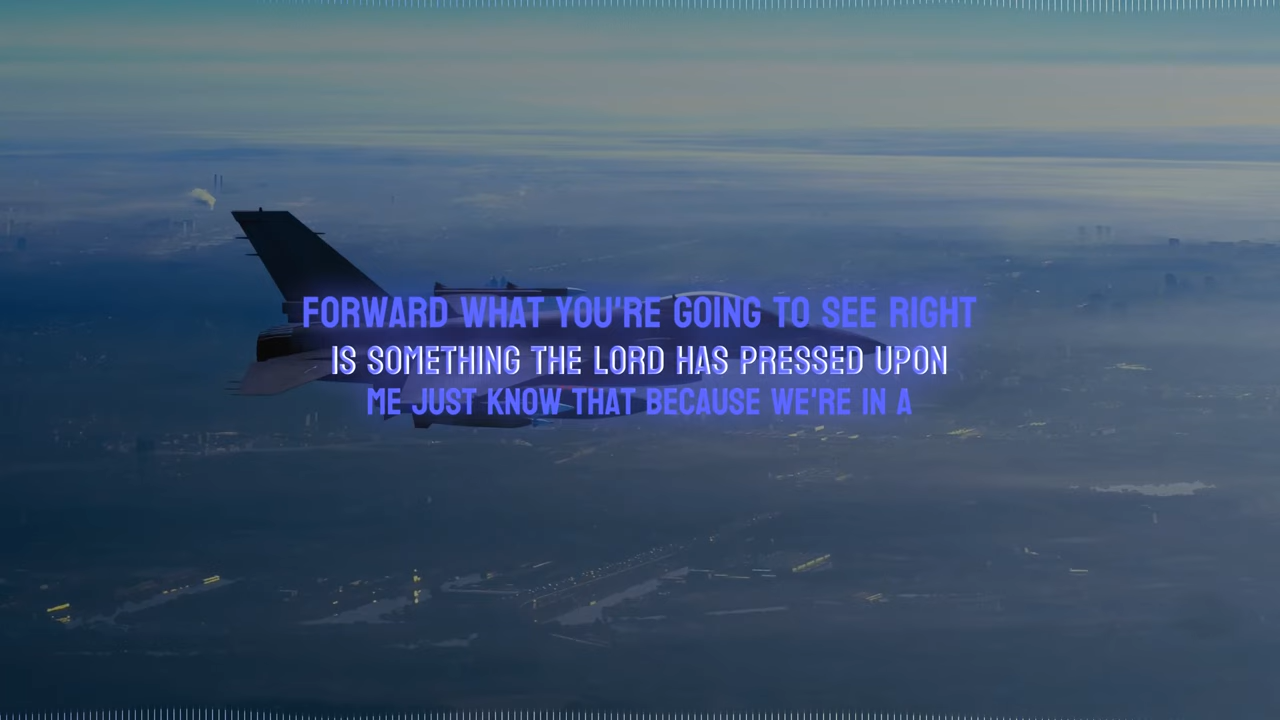 FORWARD WHAT YOU'RE GOING TO SEE RIGHT
IS SOMETHING THE LORD HAS PRESSED UPON
ME JUST KNOW THAT BECAUSE WE'RE IN A